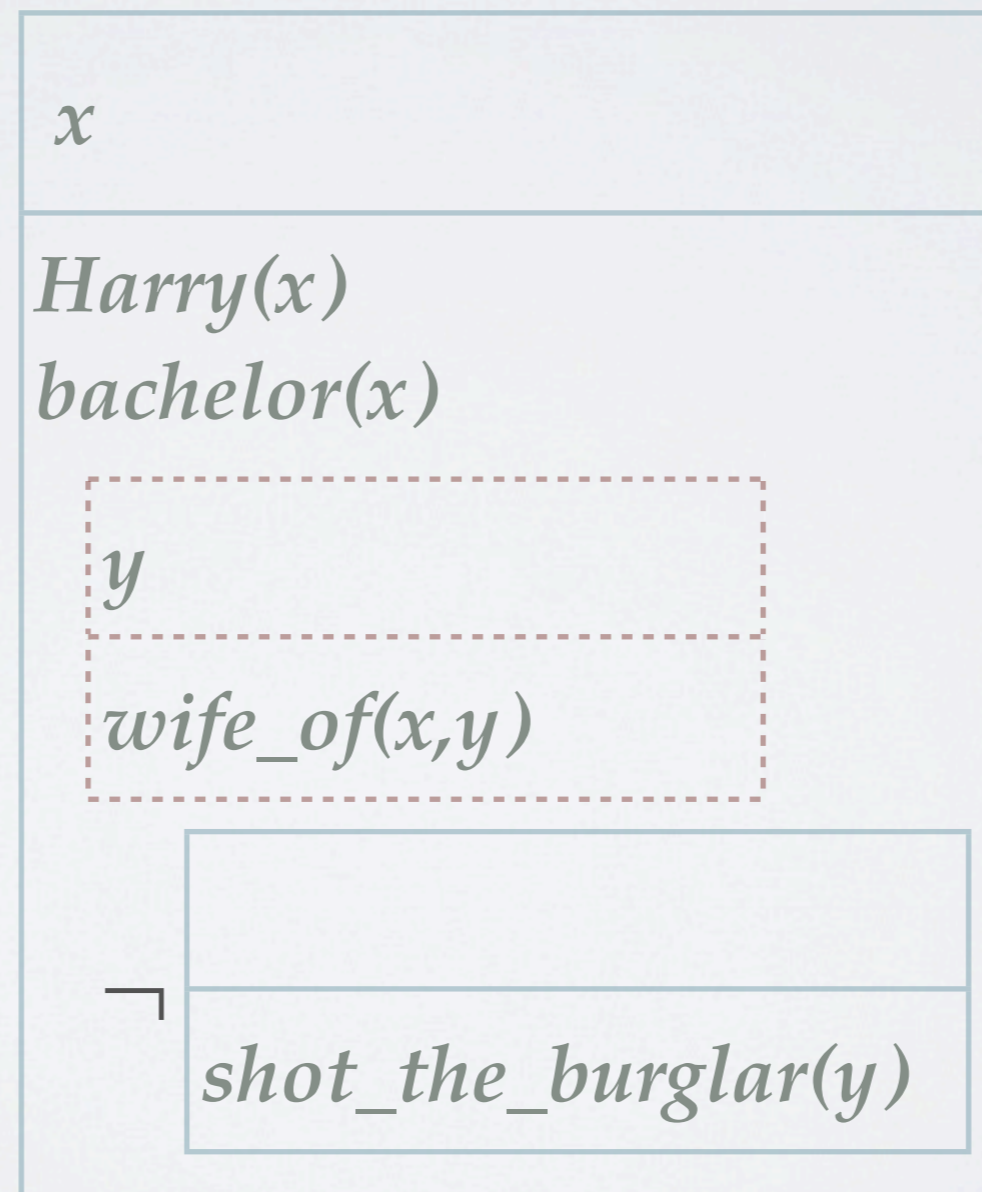 x
Harry(x)
bachelor(x)
y
wife_of(x,y)
¬
shot_the_burglar(y)